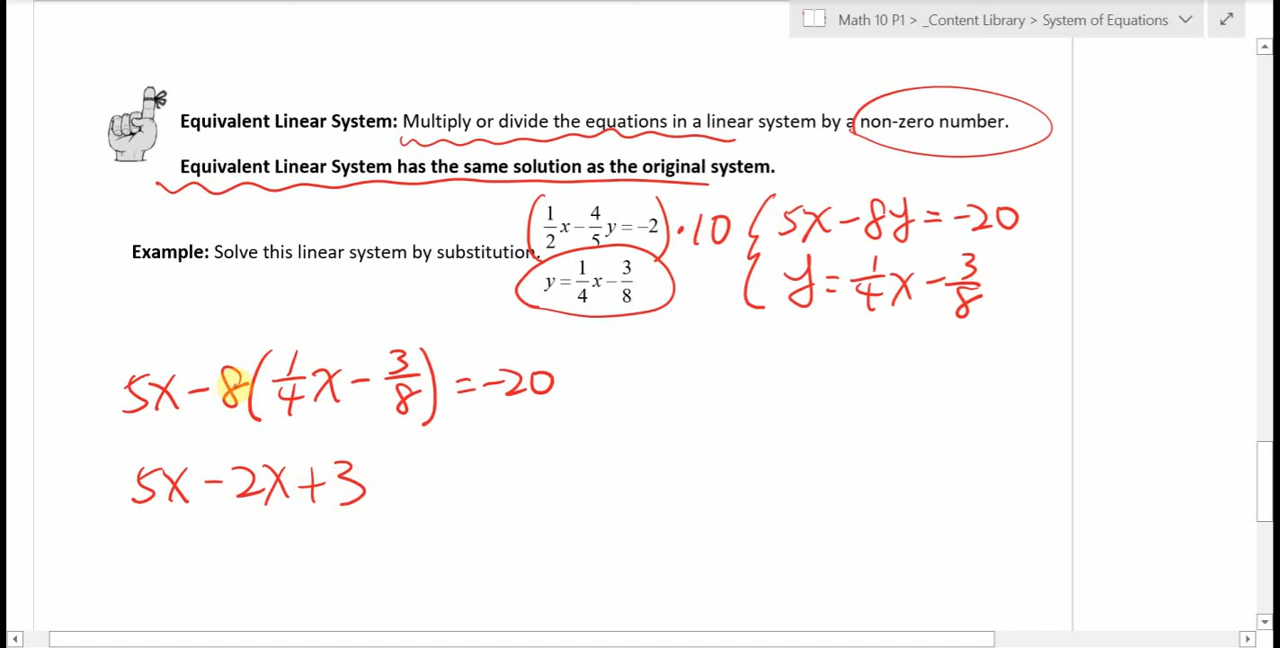 Math 10 P1 > _Content Library > System of Equations
Equivalent Linear System: Multiply or divide the equations in a linear system by a non-zero number.
Equivalent Linear System has the same solution as the original system.
Example: Solve this linear system by substitution.
(1/2 x - 4/5 y = -2) · 10 { 5x - 8y = -20
y = 1/4 x - 3/8 { y = 1/4 x - 3/8
5x - 8(1/4 x - 3/8) = -20
5x - 2x + 3